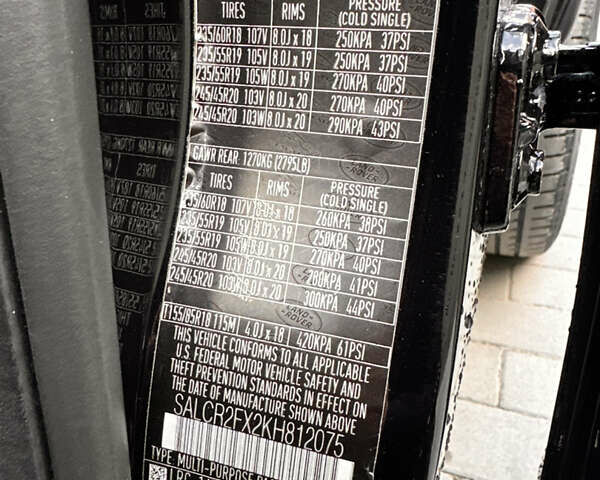 TIRES RIMS PRESSURE (COLD SINGLE)
235/60R18 107V 8.0J x 18 250KPA 37PSI
235/55R19 105V 8.0J x 19 250KPA 37PSI
235/55R19 105W 8.0J x 19 270KPA 40PSI
245/45R20 103V 8.0J x 20 270KPA 40PSI
245/45R20 103W 8.0J x 20 290KPA 43PSI
GAWR REAR 1270KG (2795LB)
TIRES RIMS PRESSURE (COLD SINGLE)
235/60R18 107V 8.0J x 18 260KPA 38PSI
235/55R19 105V 8.0J x 19 250KPA 37PSI
235/55R19 105W 8.0J x 19 270KPA 40PSI
245/45R20 103V 8.0J x 20 280KPA 41PSI
245/45R20 103W 8.0J x 20 300KPA 44PSI
T155/85R18 115M 4.0J x 18 420KPA 61PSI
THIS VEHICLE CONFORMS TO ALL APPLICABLE
U.S. FEDERAL MOTOR VEHICLE SAFETY AND
THEFT PREVENTION STANDARDS IN EFFECT ON
THE DATE OF MANUFACTURE SHOWN ABOVE
SALCR2FX2KH812075
TYPE: MULTI-PURPOSE